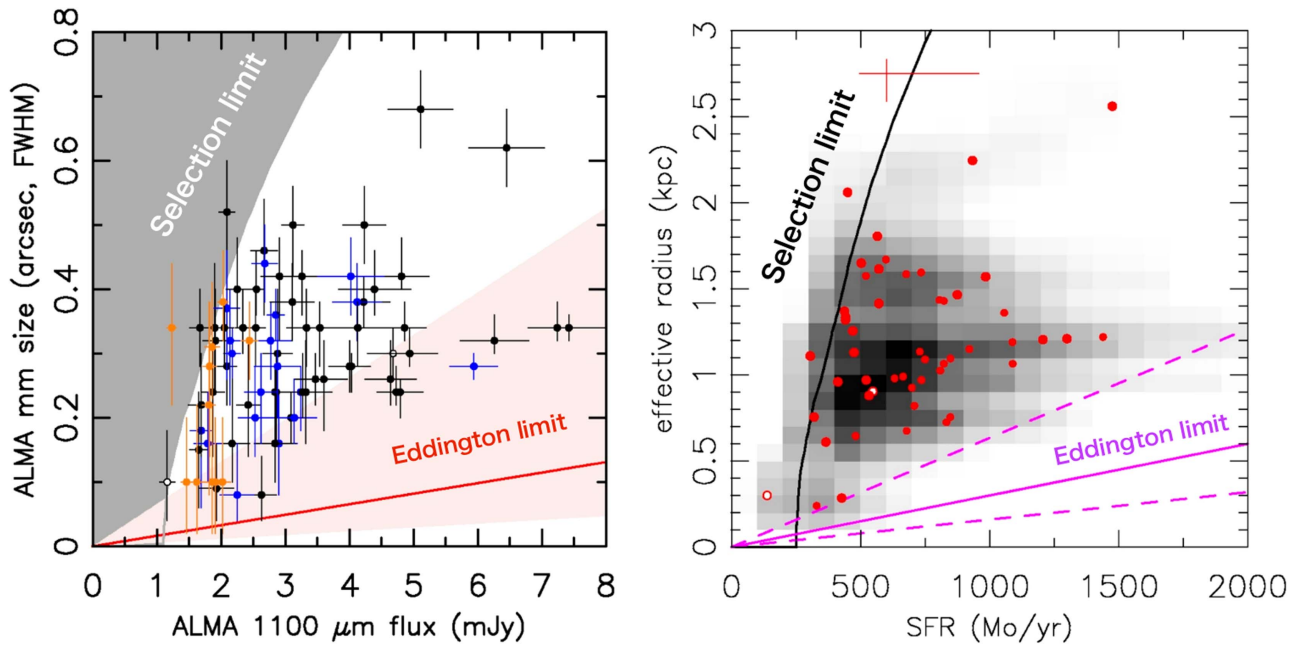 0.8
0.6
0.4
0.2
0
ALMA mm size (arcsec, FWHM)
Selection limit
Eddington limit
0 1 2 3 4 5 6 7 8
ALMA 1100 μm flux (mJy)
3
2.5
2
1.5
1
0.5
0
effective radius (kpc)
Selection limit
Eddington limit
0 500 1000 1500 2000
SFR (Mo/yr)